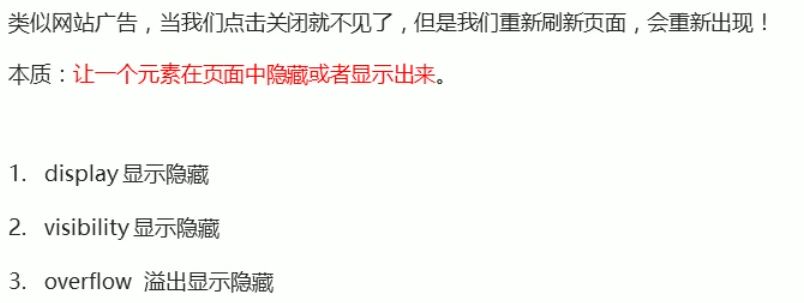 类似网站广告，当我们点击关闭就不见了，但是我们重新刷新页面，会重新出现！
本质：让一个元素在页面中隐藏或者显示出来。
1. display 显示隐藏
2. visibility 显示隐藏
3. overflow 溢出显示隐藏